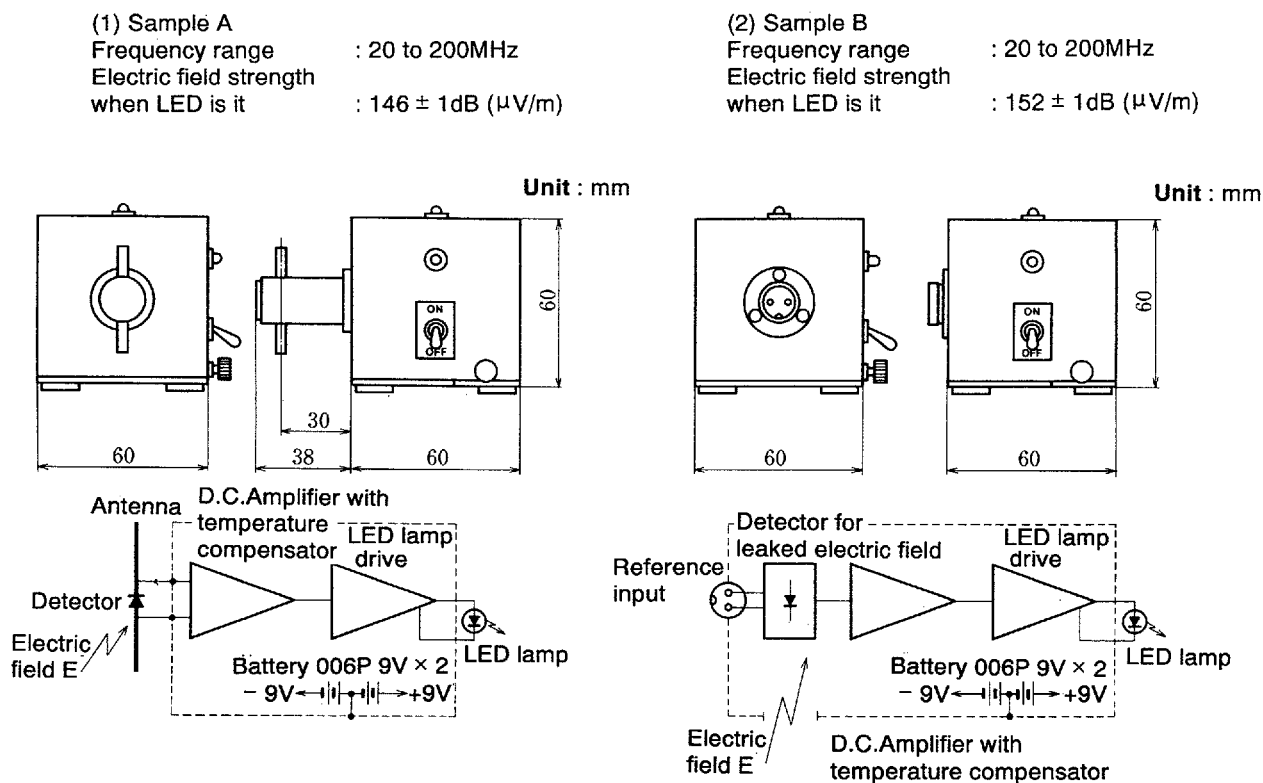 (1) Sample A
Frequency range : 20 to 200MHz
Electric field strength
when LED is it : 146 ± 1dB (μV/m)
(2) Sample B
Frequency range : 20 to 200MHz
Electric field strength
when LED is it : 152 ± 1dB (μV/m)
Unit : mm
ON
OFF
60
30
60
38
60
Unit : mm
ON
OFF
60
60
60
Antenna
D.C.Amplifier with
temperature
compensator
LED lamp
drive
Detector
Electric
field E
LED lamp
Battery 006P 9V × 2
− 9V
+9V
Detector for
leaked electric field
LED lamp
drive
Reference
input
LED lamp
Battery 006P 9V × 2
− 9V
+9V
Electric
field E
D.C.Amplifier with
temperature compensator